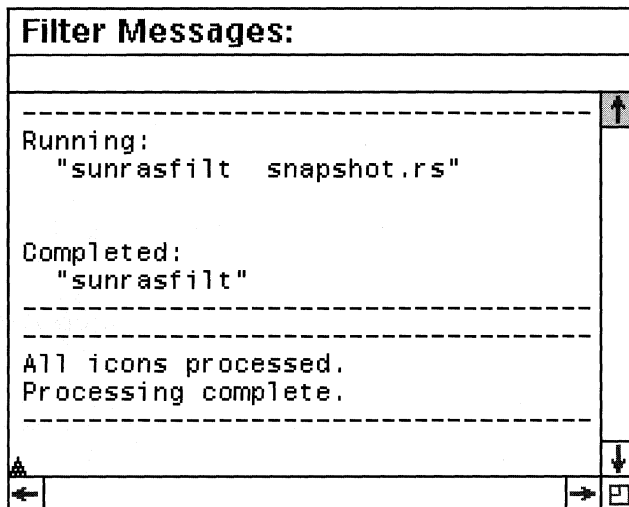 Filter Messages:
-----------------------------------
Running:
  "sunrasfilt  snapshot.rs"
Completed:
  "sunrasfilt"
-----------------------------------
-----------------------------------
All icons processed.
Processing complete.
-----------------------------------